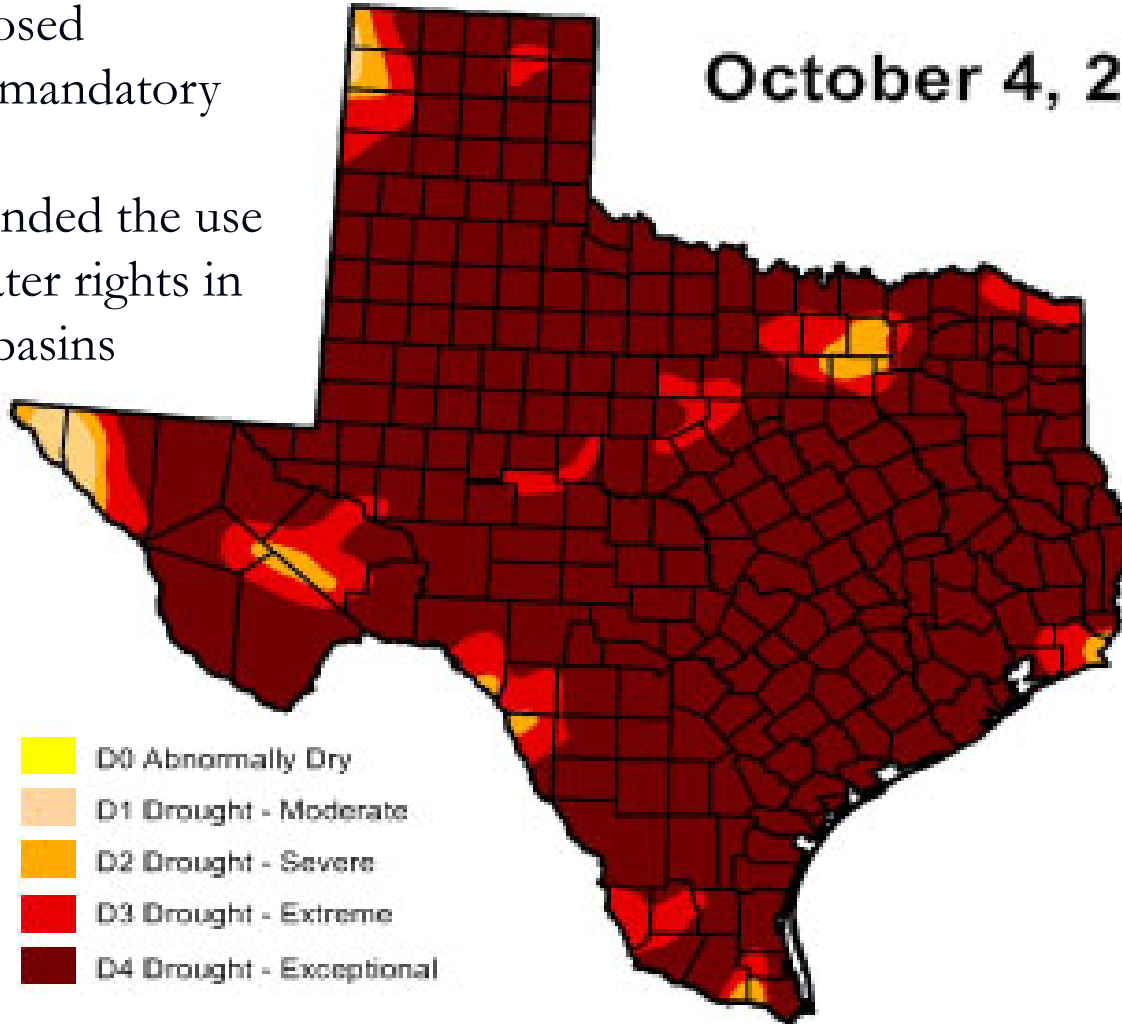 osed
mandatory
nded the use
ater rights in
basins
October 4, 2
D0 Abnormally Dry
D1 Drought - Moderate
D2 Drought - Severe
D3 Drought - Extreme
D4 Drought - Exceptional